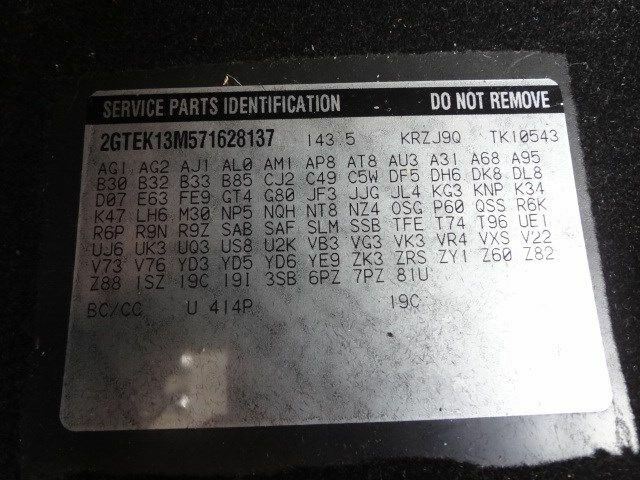 SERVICE PARTS IDENTIFICATION DO NOT REMOVE
2GTEK13M571628137 143.5 KRZJ9Q TK10543
AG1 AG2 AJ1 AL0 AM1 AP8 AT8 AU3 A31 A68 A95
B30 B32 B33 B85 CJ2 C49 C5W DF5 DH6 DK8 DL8
D07 E63 FE9 GT4 G80 JF3 JJG JL4 KG3 KNP K34
K47 LH6 M30 NP5 NQH NT8 NZ4 OSG P60 QSS R6K
R6P R9N R9Z SAB SAF SLM SSB TFE T74 T96 UE1
UJ6 UK3 UQ3 US8 U2K VB3 VG3 VK3 VR4 VXS V22
V73 V76 YD3 YD5 YD6 YE9 ZK3 ZRS ZY1 Z60 Z82
Z88 1SZ 19C 19I 3SB 6PZ 7PZ 81U
BC/CC U 414P 19C